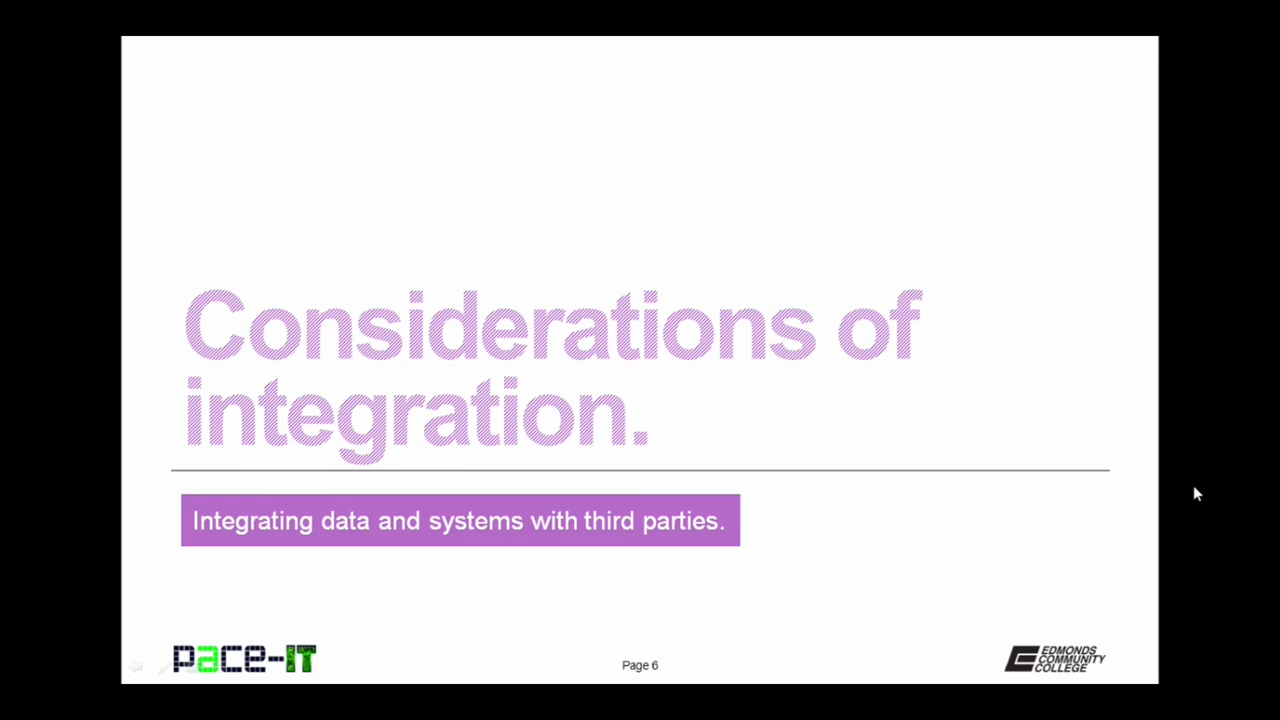 Considerations of
integration.
Integrating data and systems with third parties.
pace-IT
Page 6
EDMONDS
COMMUNITY
COLLEGE